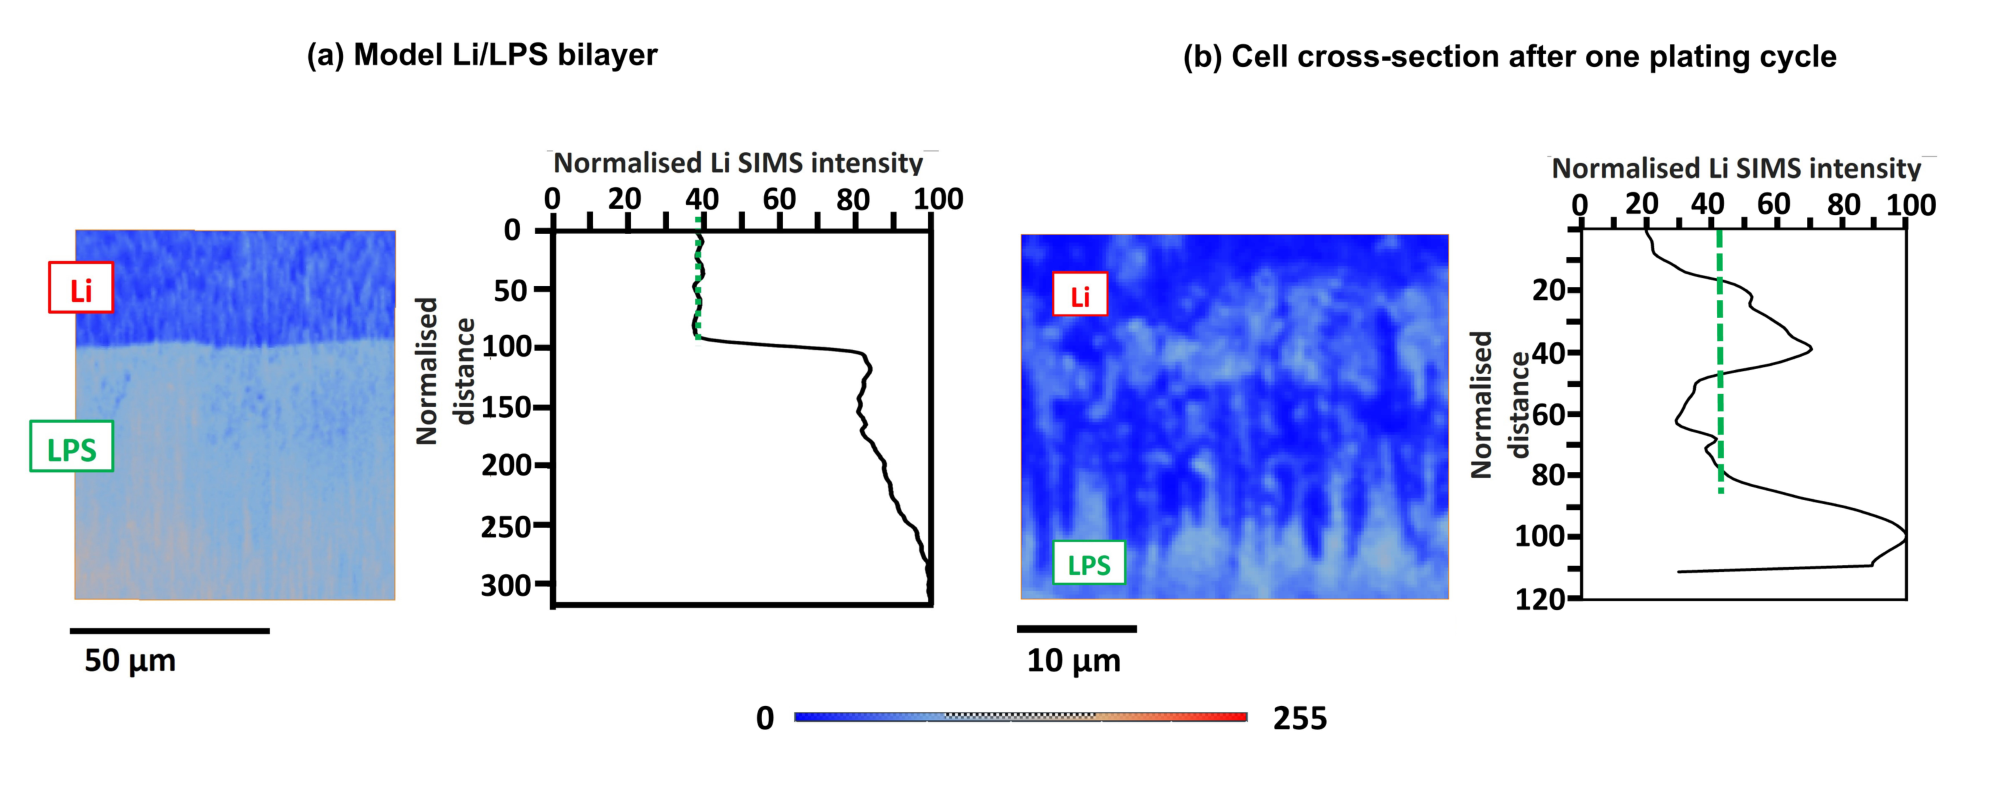 (a) Model Li/LPS bilayer
(b) Cell cross-section after one plating cycle
Normalised Li SIMS intensity
0 20 40 60 80 100
Normalised
distance
0
50
100
150
200
250
300
Li
LPS
50 µm
Normalised Li SIMS intensity
0 20 40 60 80 100
Normalised
distance
20
40
60
80
100
120
Li
LPS
10 µm
0 255